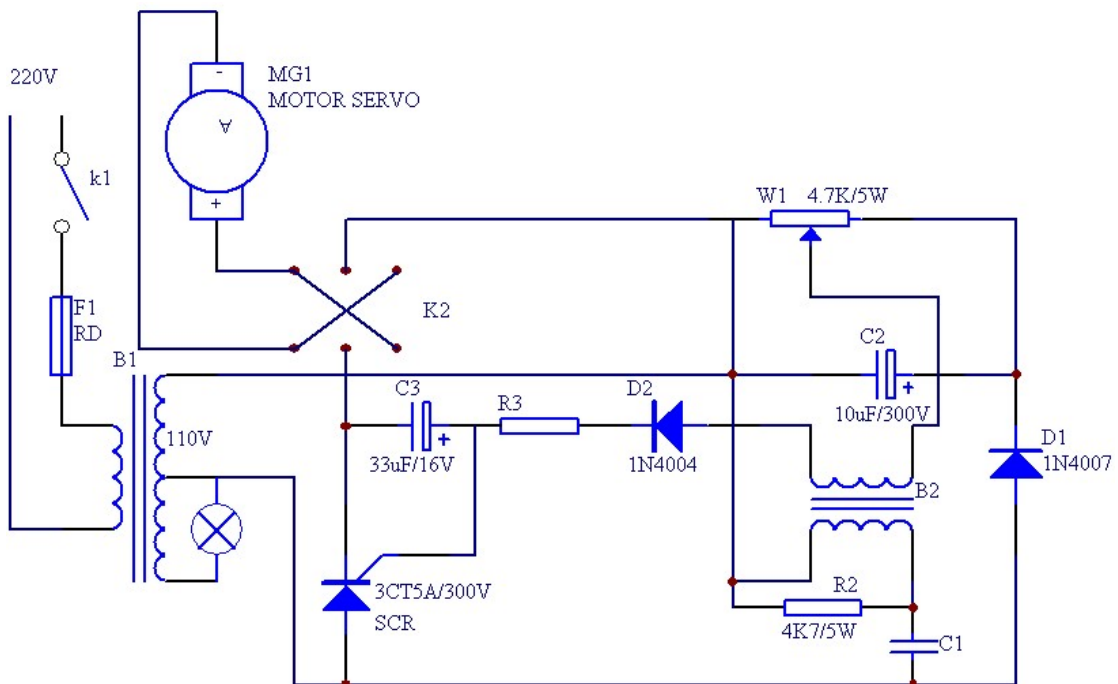 220V
MG1
MOTOR SERVO
-
A
k1
+
W1 4.7K/5W
F1
RD
K2
B1
C2
+
10uF/300V
C3
+
33uF/16V
R3
D2
1N4004
110V
D1
1N4007
B2
3CT5A/300V
SCR
R2
4K7/5W
C1